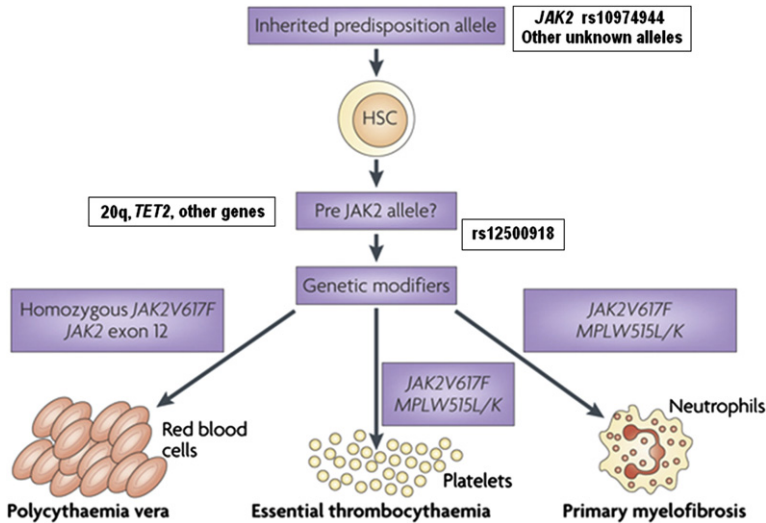 Inherited predisposition allele
JAK2 rs10974944
Other unknown alleles
HSC
20q, TET2, other genes
Pre JAK2 allele?
rs12500918
Genetic modifiers
Homozygous JAK2V617F
JAK2 exon 12
JAK2V617F
MPLW515L/K
JAK2V617F
MPLW515L/K
Red blood
cells
Platelets
Neutrophils
Polycythaemia vera
Essential thrombocythaemia
Primary myelofibrosis